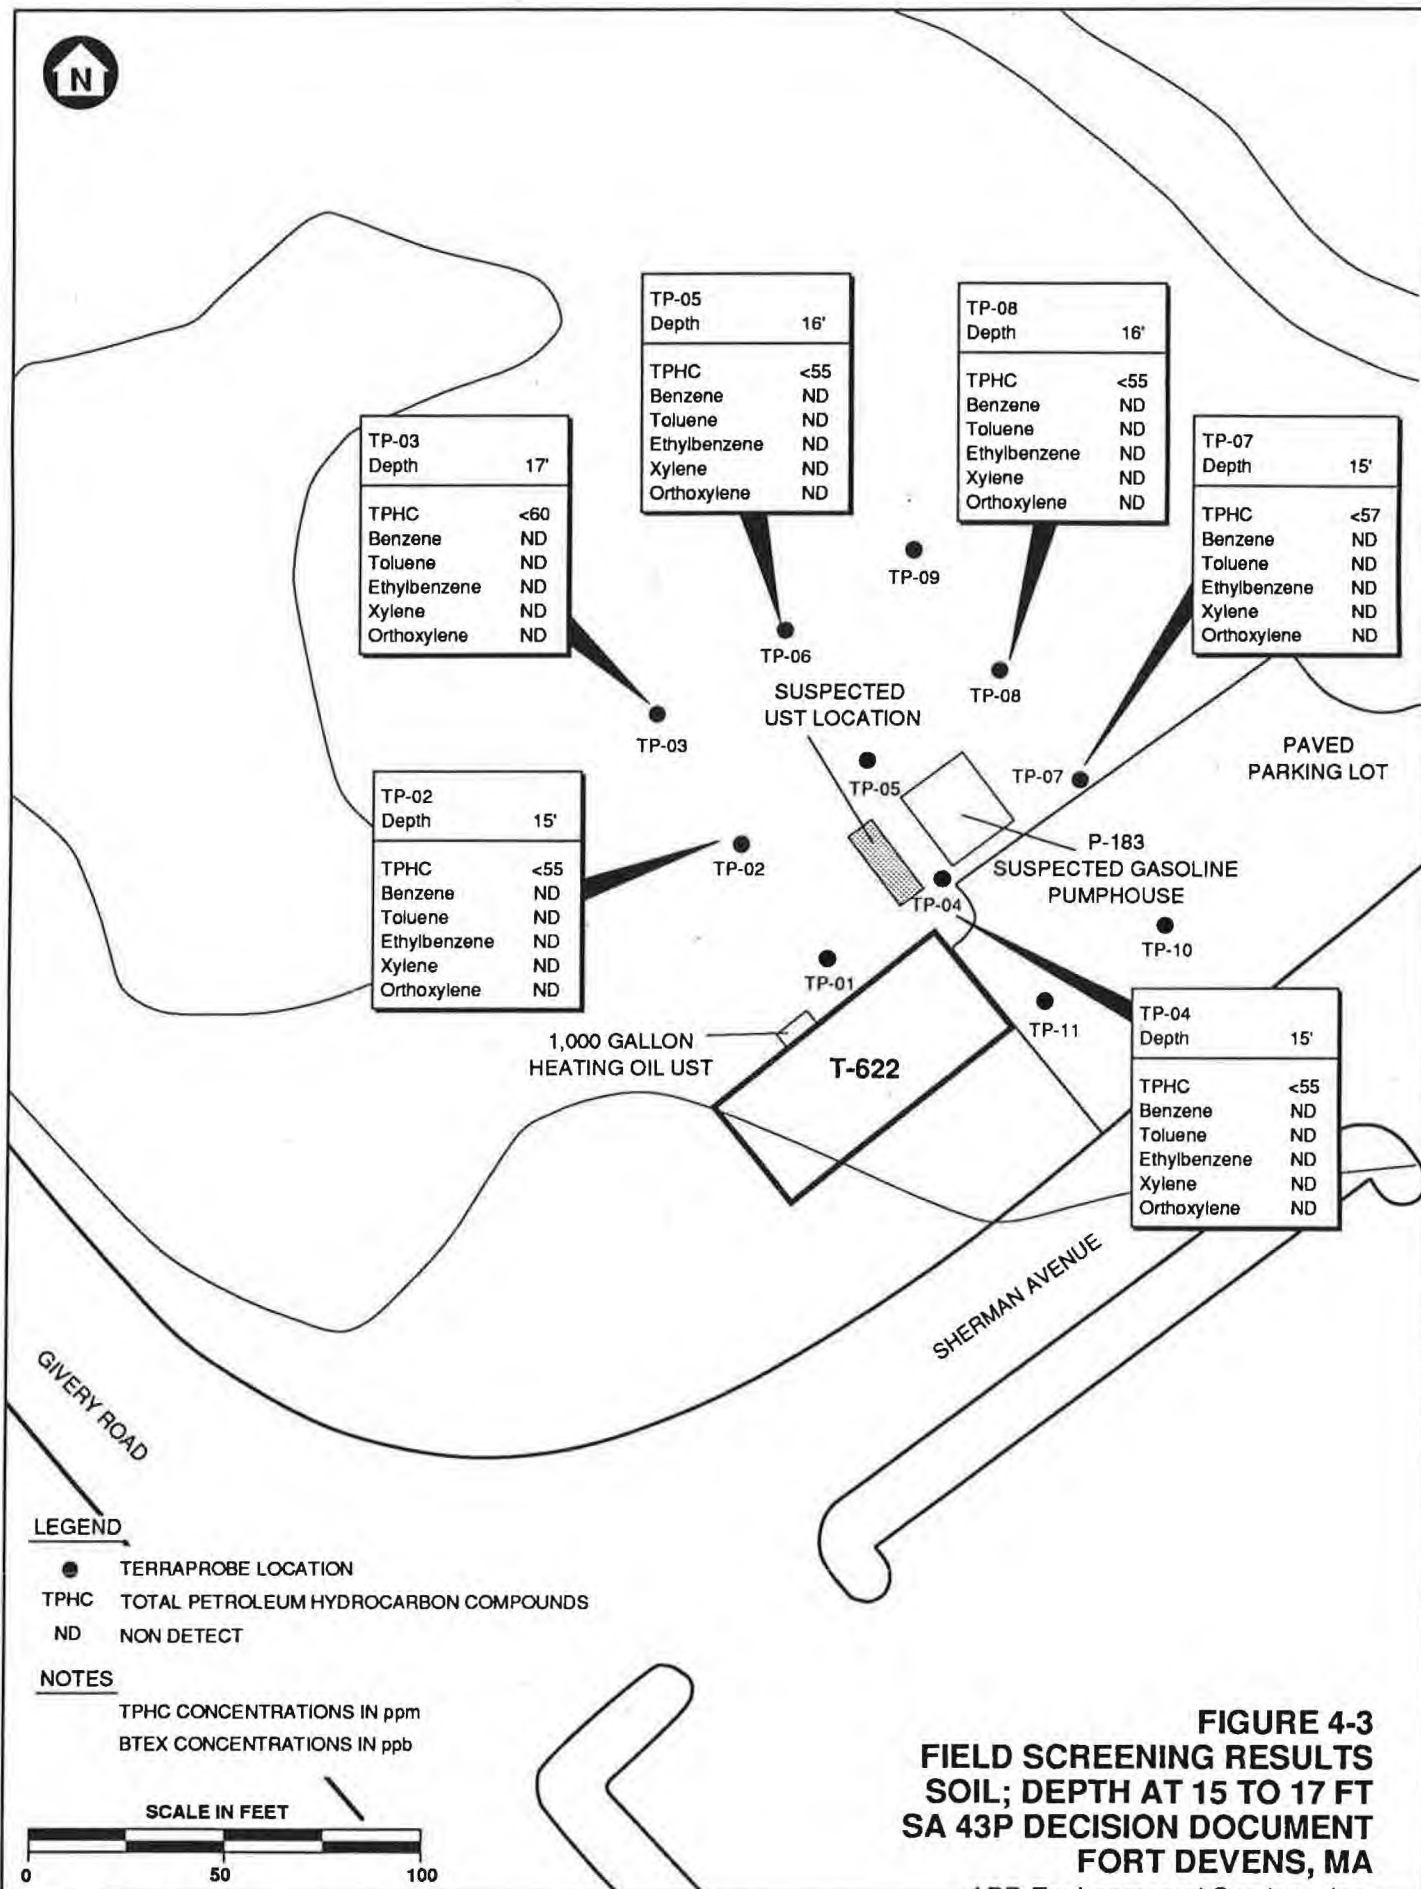 N
TP-05
Depth 16'
TPHC <55
Benzene ND
Toluene ND
Ethylbenzene ND
Xylene ND
Orthoxylene ND
TP-08
Depth 16'
TPHC <55
Benzene ND
Toluene ND
Ethylbenzene ND
Xylene ND
Orthoxylene ND
TP-03
Depth 17'
TPHC <60
Benzene ND
Toluene ND
Ethylbenzene ND
Xylene ND
Orthoxylene ND
TP-07
Depth 15'
TPHC <57
Benzene ND
Toluene ND
Ethylbenzene ND
Xylene ND
Orthoxylene ND
TP-09
TP-06
TP-08
SUSPECTED
UST LOCATION
TP-03
TP-05
TP-07
PAVED
PARKING LOT
TP-02
Depth 15'
TPHC <55
Benzene ND
Toluene ND
Ethylbenzene ND
Xylene ND
Orthoxylene ND
TP-02
P-183
SUSPECTED GASOLINE
PUMPHOUSE
TP-04
TP-10
TP-01
TP-11
1,000 GALLON
HEATING OIL UST
T-622
TP-04
Depth 15'
TPHC <55
Benzene ND
Toluene ND
Ethylbenzene ND
Xylene ND
Orthoxylene ND
SHERMAN AVENUE
GIVERY ROAD
LEGEND
TERRAPROBE LOCATION
TPHC TOTAL PETROLEUM HYDROCARBON COMPOUNDS
ND NON DETECT
NOTES
TPHC CONCENTRATIONS IN ppm
BTEX CONCENTRATIONS IN ppb
SCALE IN FEET
0 50 100
FIGURE 4-3
FIELD SCREENING RESULTS
SOIL; DEPTH AT 15 TO 17 FT
SA 43P DECISION DOCUMENT
FORT DEVENS, MA